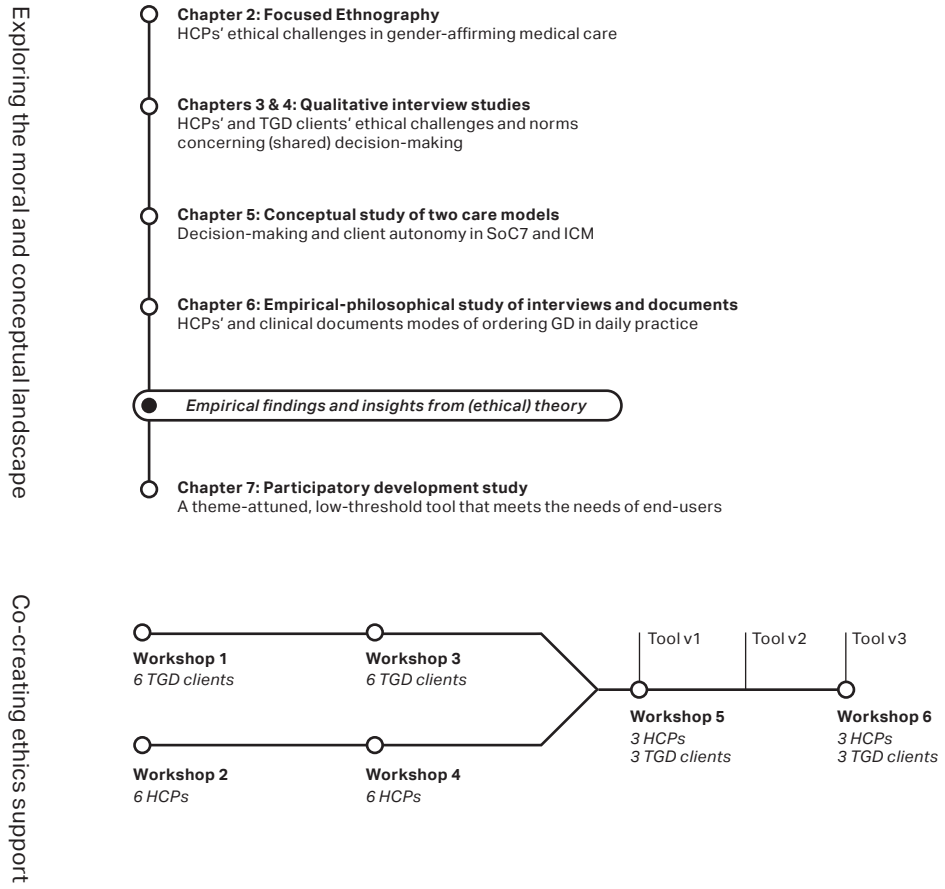 Exploring the moral and conceptual landscape
Chapter 2: Focused Ethnography
HCPs' ethical challenges in gender-affirming medical care
Chapters 3 & 4: Qualitative interview studies
HCPs' and TGD clients' ethical challenges and norms
concerning (shared) decision-making
Chapter 5: Conceptual study of two care models
Decision-making and client autonomy in SoC7 and ICM
Chapter 6: Empirical-philosophical study of interviews and documents
HCPs' and clinical documents modes of ordering GD in daily practice
Empirical findings and insights from (ethical) theory
Chapter 7: Participatory development study
A theme-attuned, low-threshold tool that meets the needs of end-users
Co-creating ethics support
Workshop 1
6 TGD clients
Workshop 3
6 TGD clients
Workshop 2
6 HCPs
Workshop 4
6 HCPs
Tool v1
Tool v2
Tool v3
Workshop 5
3 HCPs
3 TGD clients
Workshop 6
3 HCPs
3 TGD clients